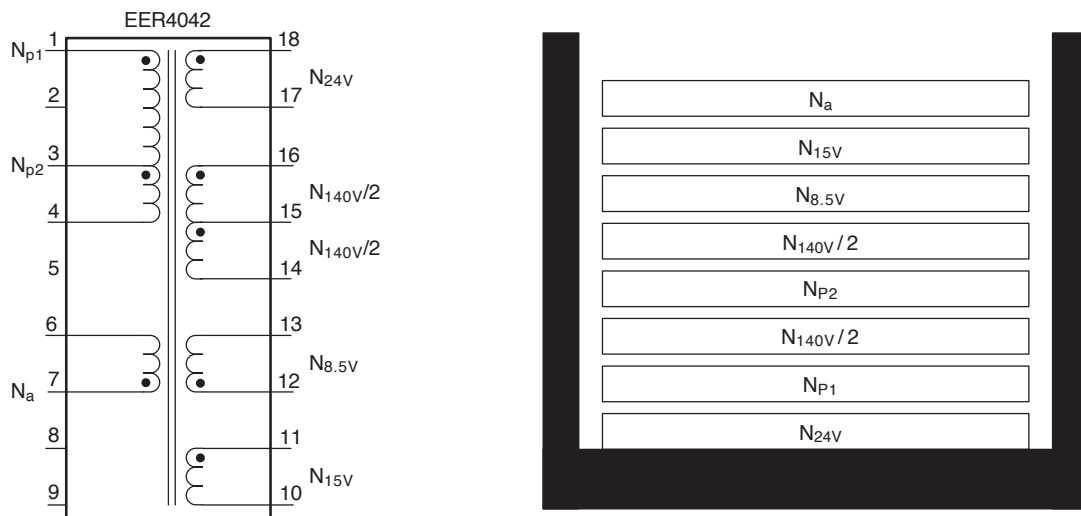 EER4042
1
18
Np1
N24V
2
17
3
16
Np2
N140V/2
4
15
N140V/2
5
14
6
13
N8.5V
7
12
Na
8
11
N15V
9
10
Na
N15V
N8.5V
N140V/2
NP2
N140V/2
NP1
N24V